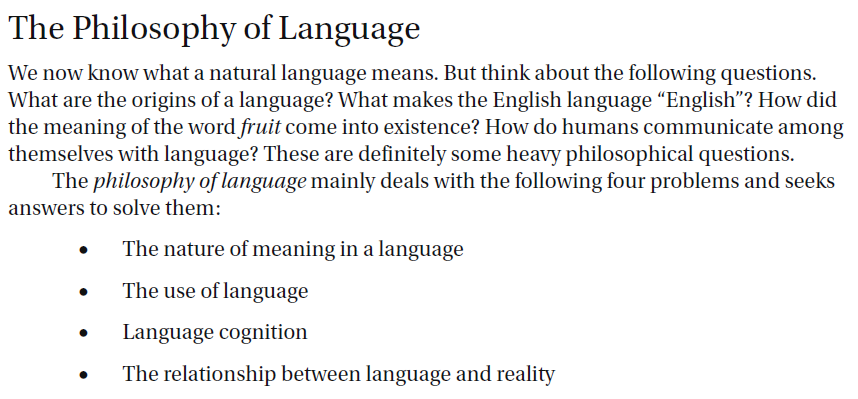 The Philosophy of Language
We now know what a natural language means. But think about the following questions.
What are the origins of a language? What makes the English language “English”? How did
the meaning of the word fruit come into existence? How do humans communicate among
themselves with language? These are definitely some heavy philosophical questions.
The philosophy of language mainly deals with the following four problems and seeks
answers to solve them:
• The nature of meaning in a language
• The use of language
• Language cognition
• The relationship between language and reality